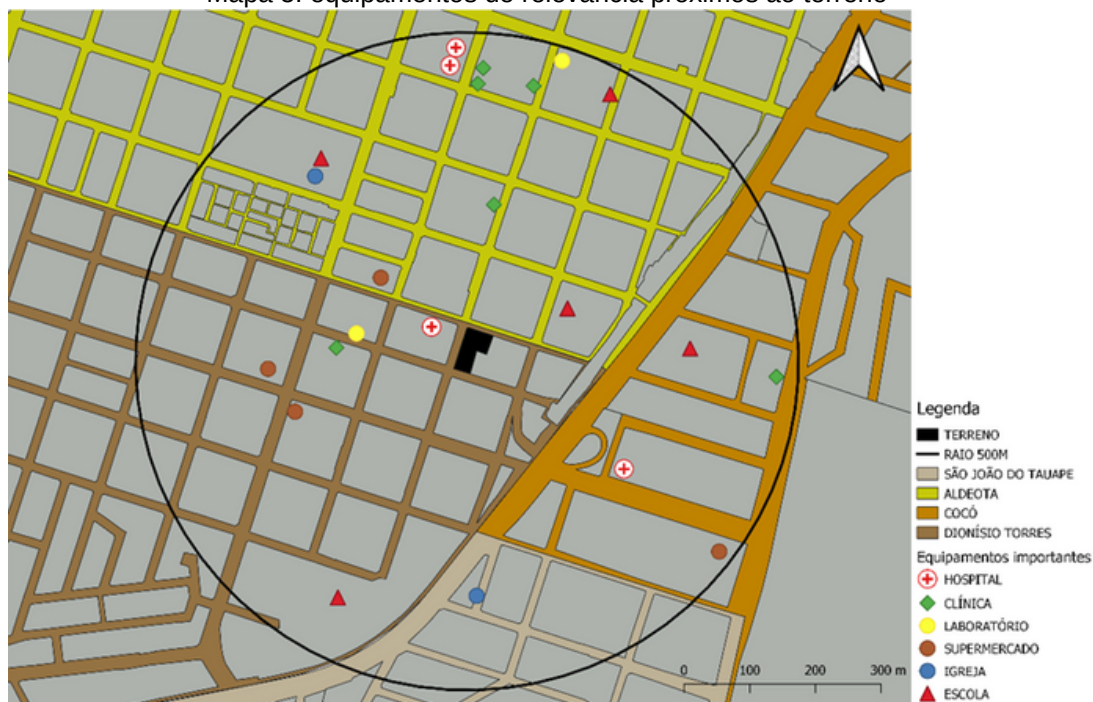 Mapa 3: equipamentos de relevância próximos ao terreno
0 100 200 300 m
Legenda
TERRENO
RAIO 500M
SÃO JOÃO DO TAUAPE
ALDEOTA
COCÓ
DIONÍSIO TORRES
Equipamentos importantes
HOSPITAL
CLÍNICA
LABORATÓRIO
SUPERMERCADO
IGREJA
ESCOLA